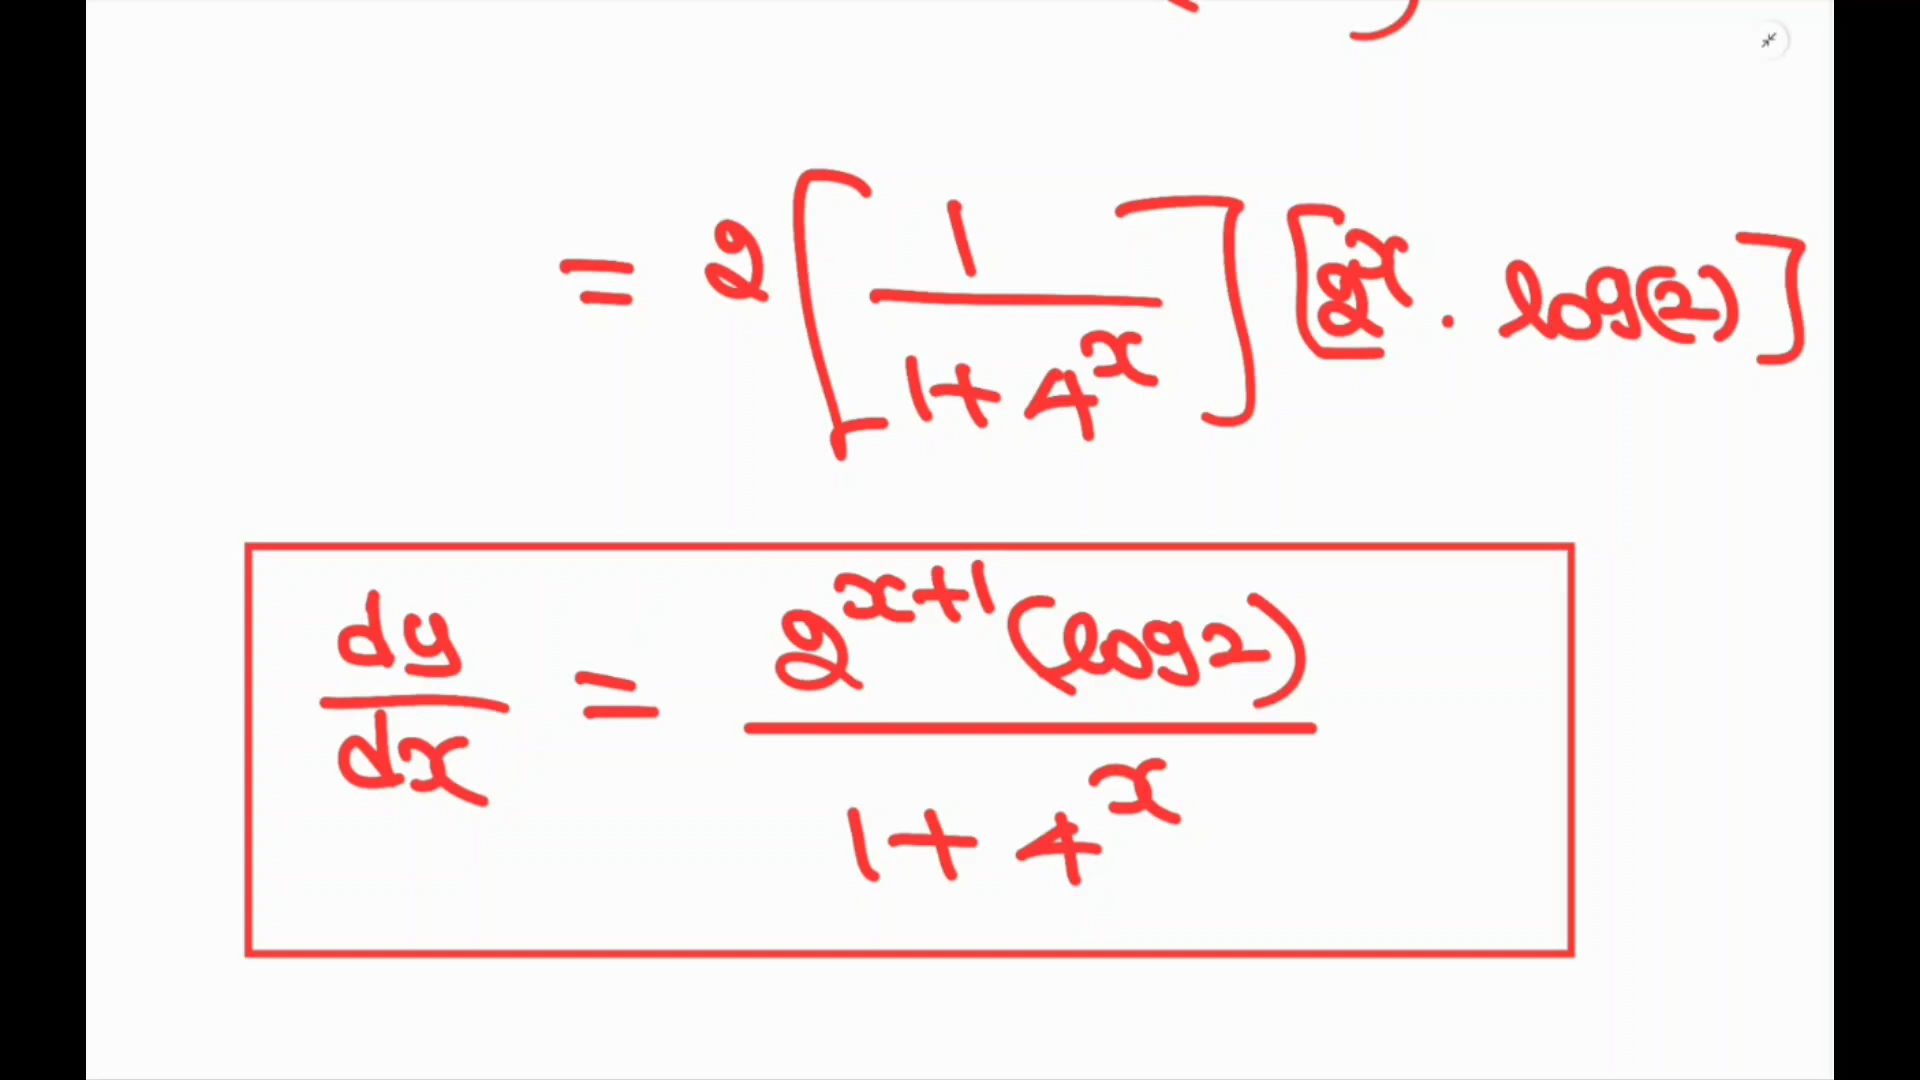 = 2 [ 1 / 1+4^x ] [ 2^x . log(2) ]
dy/dx = 2^x+1 (log2) / 1+4^x